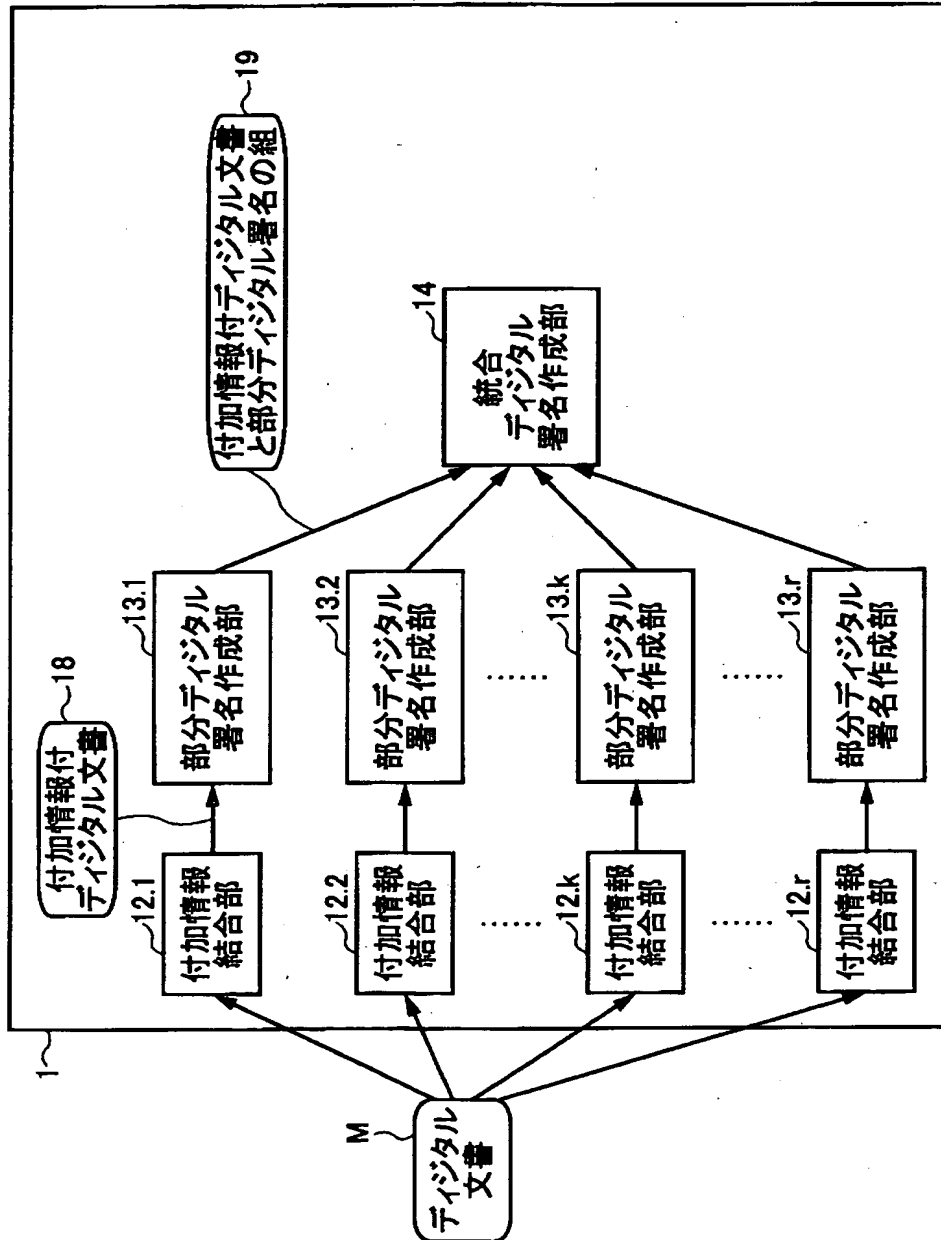 1
M
ディジタル
文書
12.1
付加情報
結合部
12.2
付加情報
結合部
……
12.k
付加情報
結合部
……
12.r
付加情報
結合部
18
付加情報付
ディジタル文書
13.1
部分ディジタル
署名作成部
13.2
部分ディジタル
署名作成部
……
13.k
部分ディジタル
署名作成部
……
13.r
部分ディジタル
署名作成部
19
付加情報付ディジタル文書
と部分ディジタル署名の組
14
統合
ディジタル
署名作成部